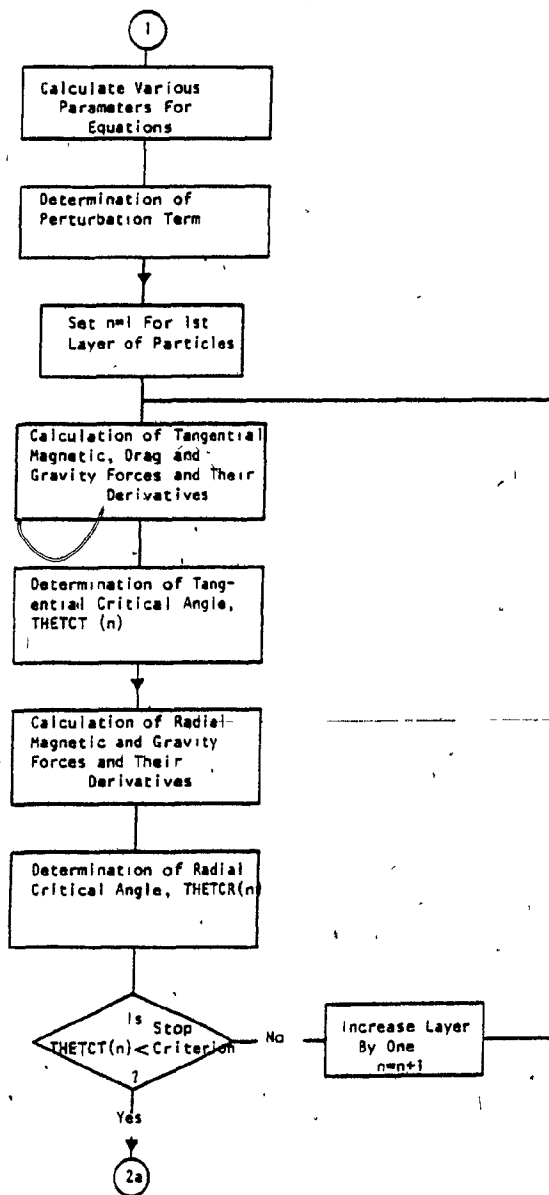 1
Calculate Various
Parameters For
Equations
Determination of
Perturbation Term
Set n=1 For 1st
Layer of Particles
Calculation of Tangential
Magnetic, Drag and
Gravity Forces and Their
Derivatives
Determination of Tang-
ential Critical Angle,
THETCT (n)
Calculation of Radial
Magnetic and Gravity
Forces and Their
Derivatives
Determination of Radial
Critical Angle, THETCR(n)
Is
Stop
THETCT(n) < Criterion
?
No
Increase Layer
By One
n=n+1
Yes
2a